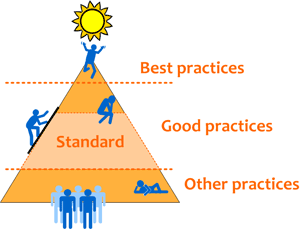 Best practices
Good practices
Standard
Other practices